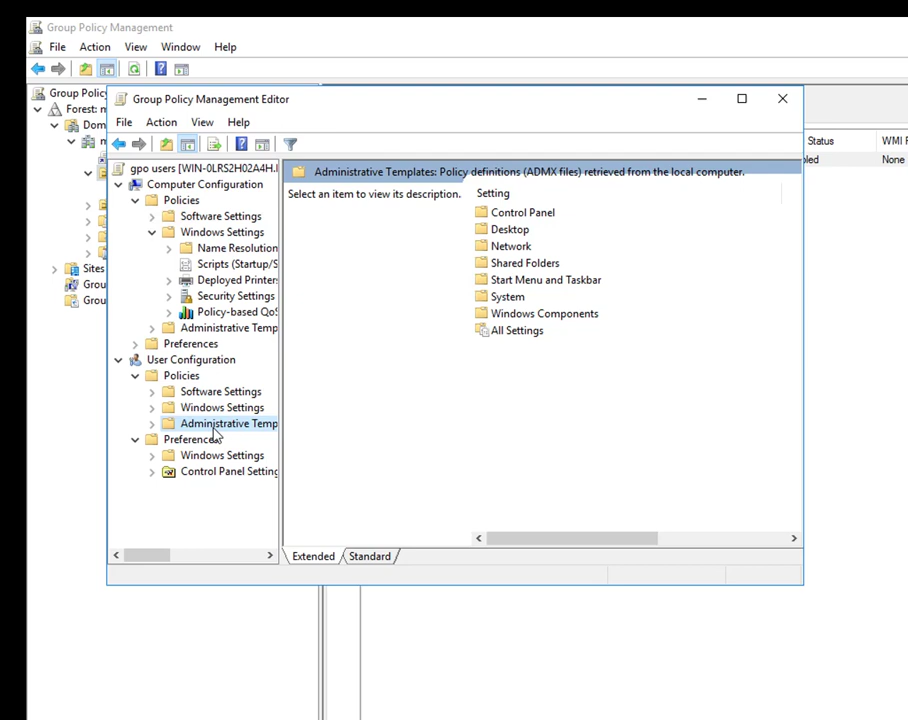 Group Policy Management
File Action View Window Help
Group Polic
Forest: m
Dom
m
Sites
Grou
Grou
Status WMI F
None
Group Policy Management Editor
File Action View Help
gpo users [WIN-0LRS2H02A4H.
Computer Configuration
Policies
Software Settings
Windows Settings
Name Resolution
Scripts (Startup/S
Deployed Printer
Security Settings
Policy-based QoS
Administrative Temp
Preferences
User Configuration
Policies
Software Settings
Windows Settings
Administrative Temp
Preferences
Windows Settings
Control Panel Setting
Administrative Templates: Policy definitions (ADMX files) retrieved from the local computer.
Select an item to view its description.
Setting
Control Panel
Desktop
Network
Shared Folders
Start Menu and Taskbar
System
Windows Components
All Settings
Extended Standard